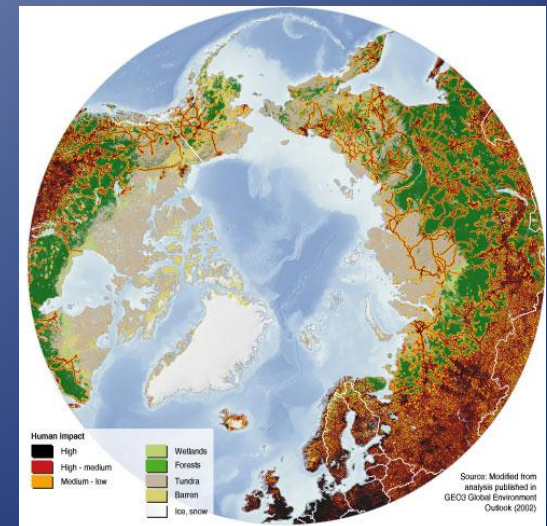 Human impact
High
High - medium
Medium - low
Wetlands
Forests
Tundra
Barren
Ice, snow
Source: Modified from
analysis published in
GEO3 Global Environment
Outlook (2002)